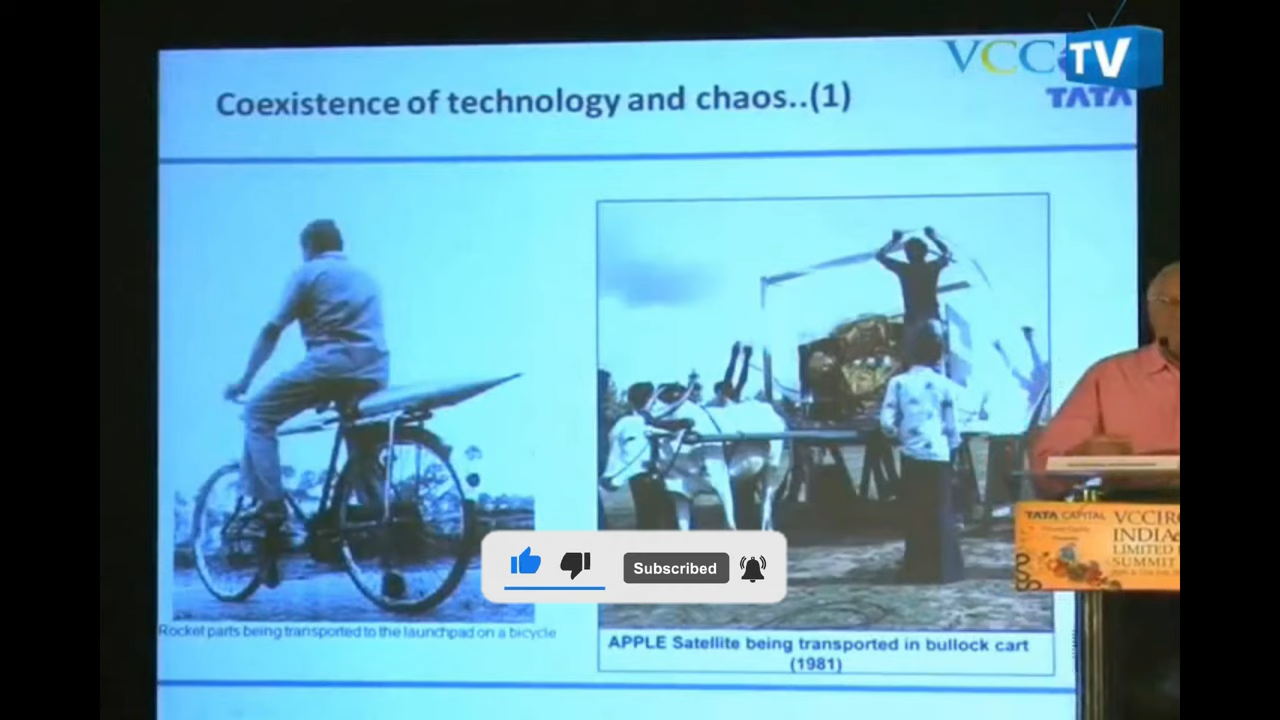 VCC
TV
TATA
Coexistence of technology and chaos..(1)
Subscribed
Rocket parts being transported to the launchpad on a bicycle
APPLE Satellite being transported in bullock cart
(1981)
TATA CAPITAL
VCCIR
INDIA
LIMITED
SUMMIT